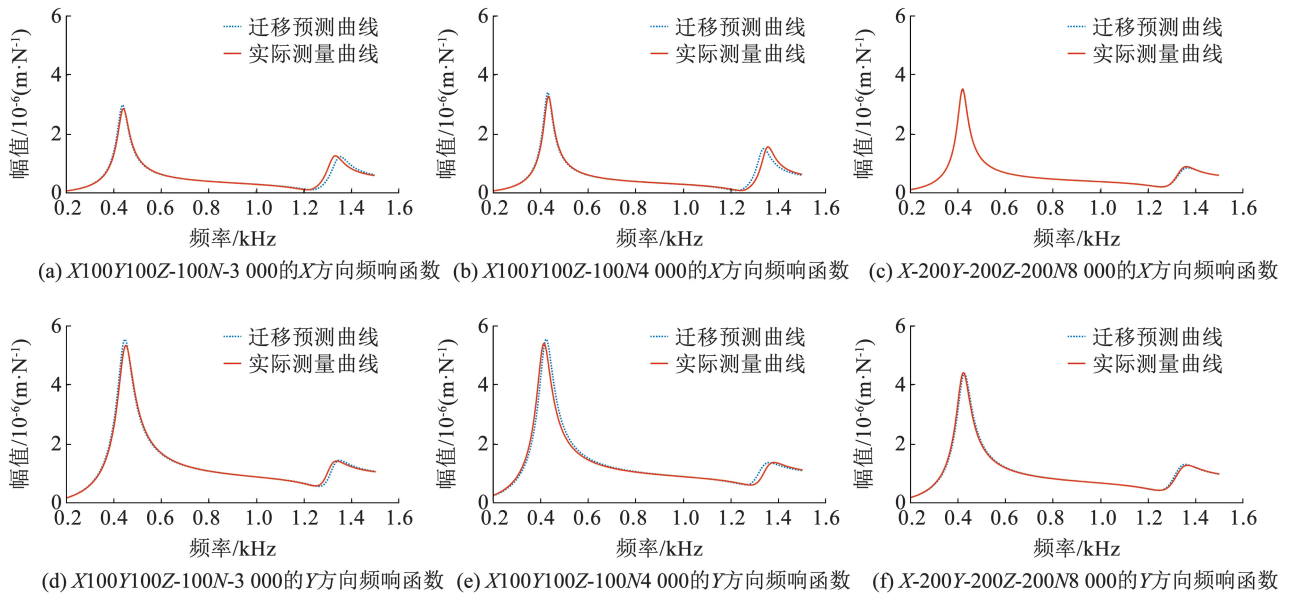 6
4
2
0
幅值/10⁻⁶(m·N⁻¹)
迁移预测曲线
实际测量曲线
0.2 0.4 0.6 0.8 1.0 1.2 1.4 1.6
频率/kHz
(a) X100Y100Z-100N-3 000的X方向频响函数
6
4
2
0
幅值/10⁻⁶(m·N⁻¹)
迁移预测曲线
实际测量曲线
0.2 0.4 0.6 0.8 1.0 1.2 1.4 1.6
频率/kHz
(b) X100Y100Z-100N4 000的X方向频响函数
6
4
2
0
幅值/10⁻⁶(m·N⁻¹)
迁移预测曲线
实际测量曲线
0.2 0.4 0.6 0.8 1.0 1.2 1.4 1.6
频率/kHz
(c) X-200Y-200Z-200N8 000的X方向频响函数
6
4
2
0
幅值/10⁻⁶(m·N⁻¹)
迁移预测曲线
实际测量曲线
0.2 0.4 0.6 0.8 1.0 1.2 1.4 1.6
频率/kHz
(d) X100Y100Z-100N-3 000的Y方向频响函数
6
4
2
0
幅值/10⁻⁶(m·N⁻¹)
迁移预测曲线
实际测量曲线
0.2 0.4 0.6 0.8 1.0 1.2 1.4 1.6
频率/kHz
(e) X100Y100Z-100N4 000的Y方向频响函数
6
4
2
0
幅值/10⁻⁶(m·N⁻¹)
迁移预测曲线
实际测量曲线
0.2 0.4 0.6 0.8 1.0 1.2 1.4 1.6
频率/kHz
(f) X-200Y-200Z-200N8 000的Y方向频响函数